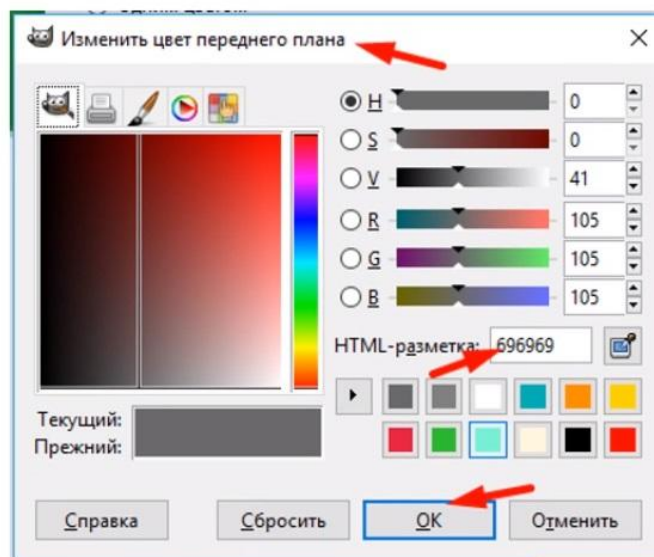 Изменить цвет переднего плана
H 0
S 0
V 41
R 105
G 105
B 105
HTML-разметка: 696969
Текущий:
Прежний:
Справка Сбросить OK Отменить